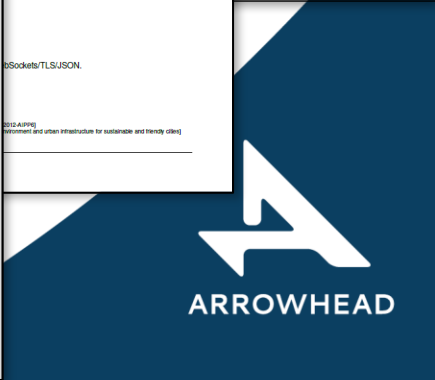 bSockets/TLS/JSON.
2012-AIPP6]
nvironment and urban infrastructure for sustainable and friendly cities]
ARROWHEAD